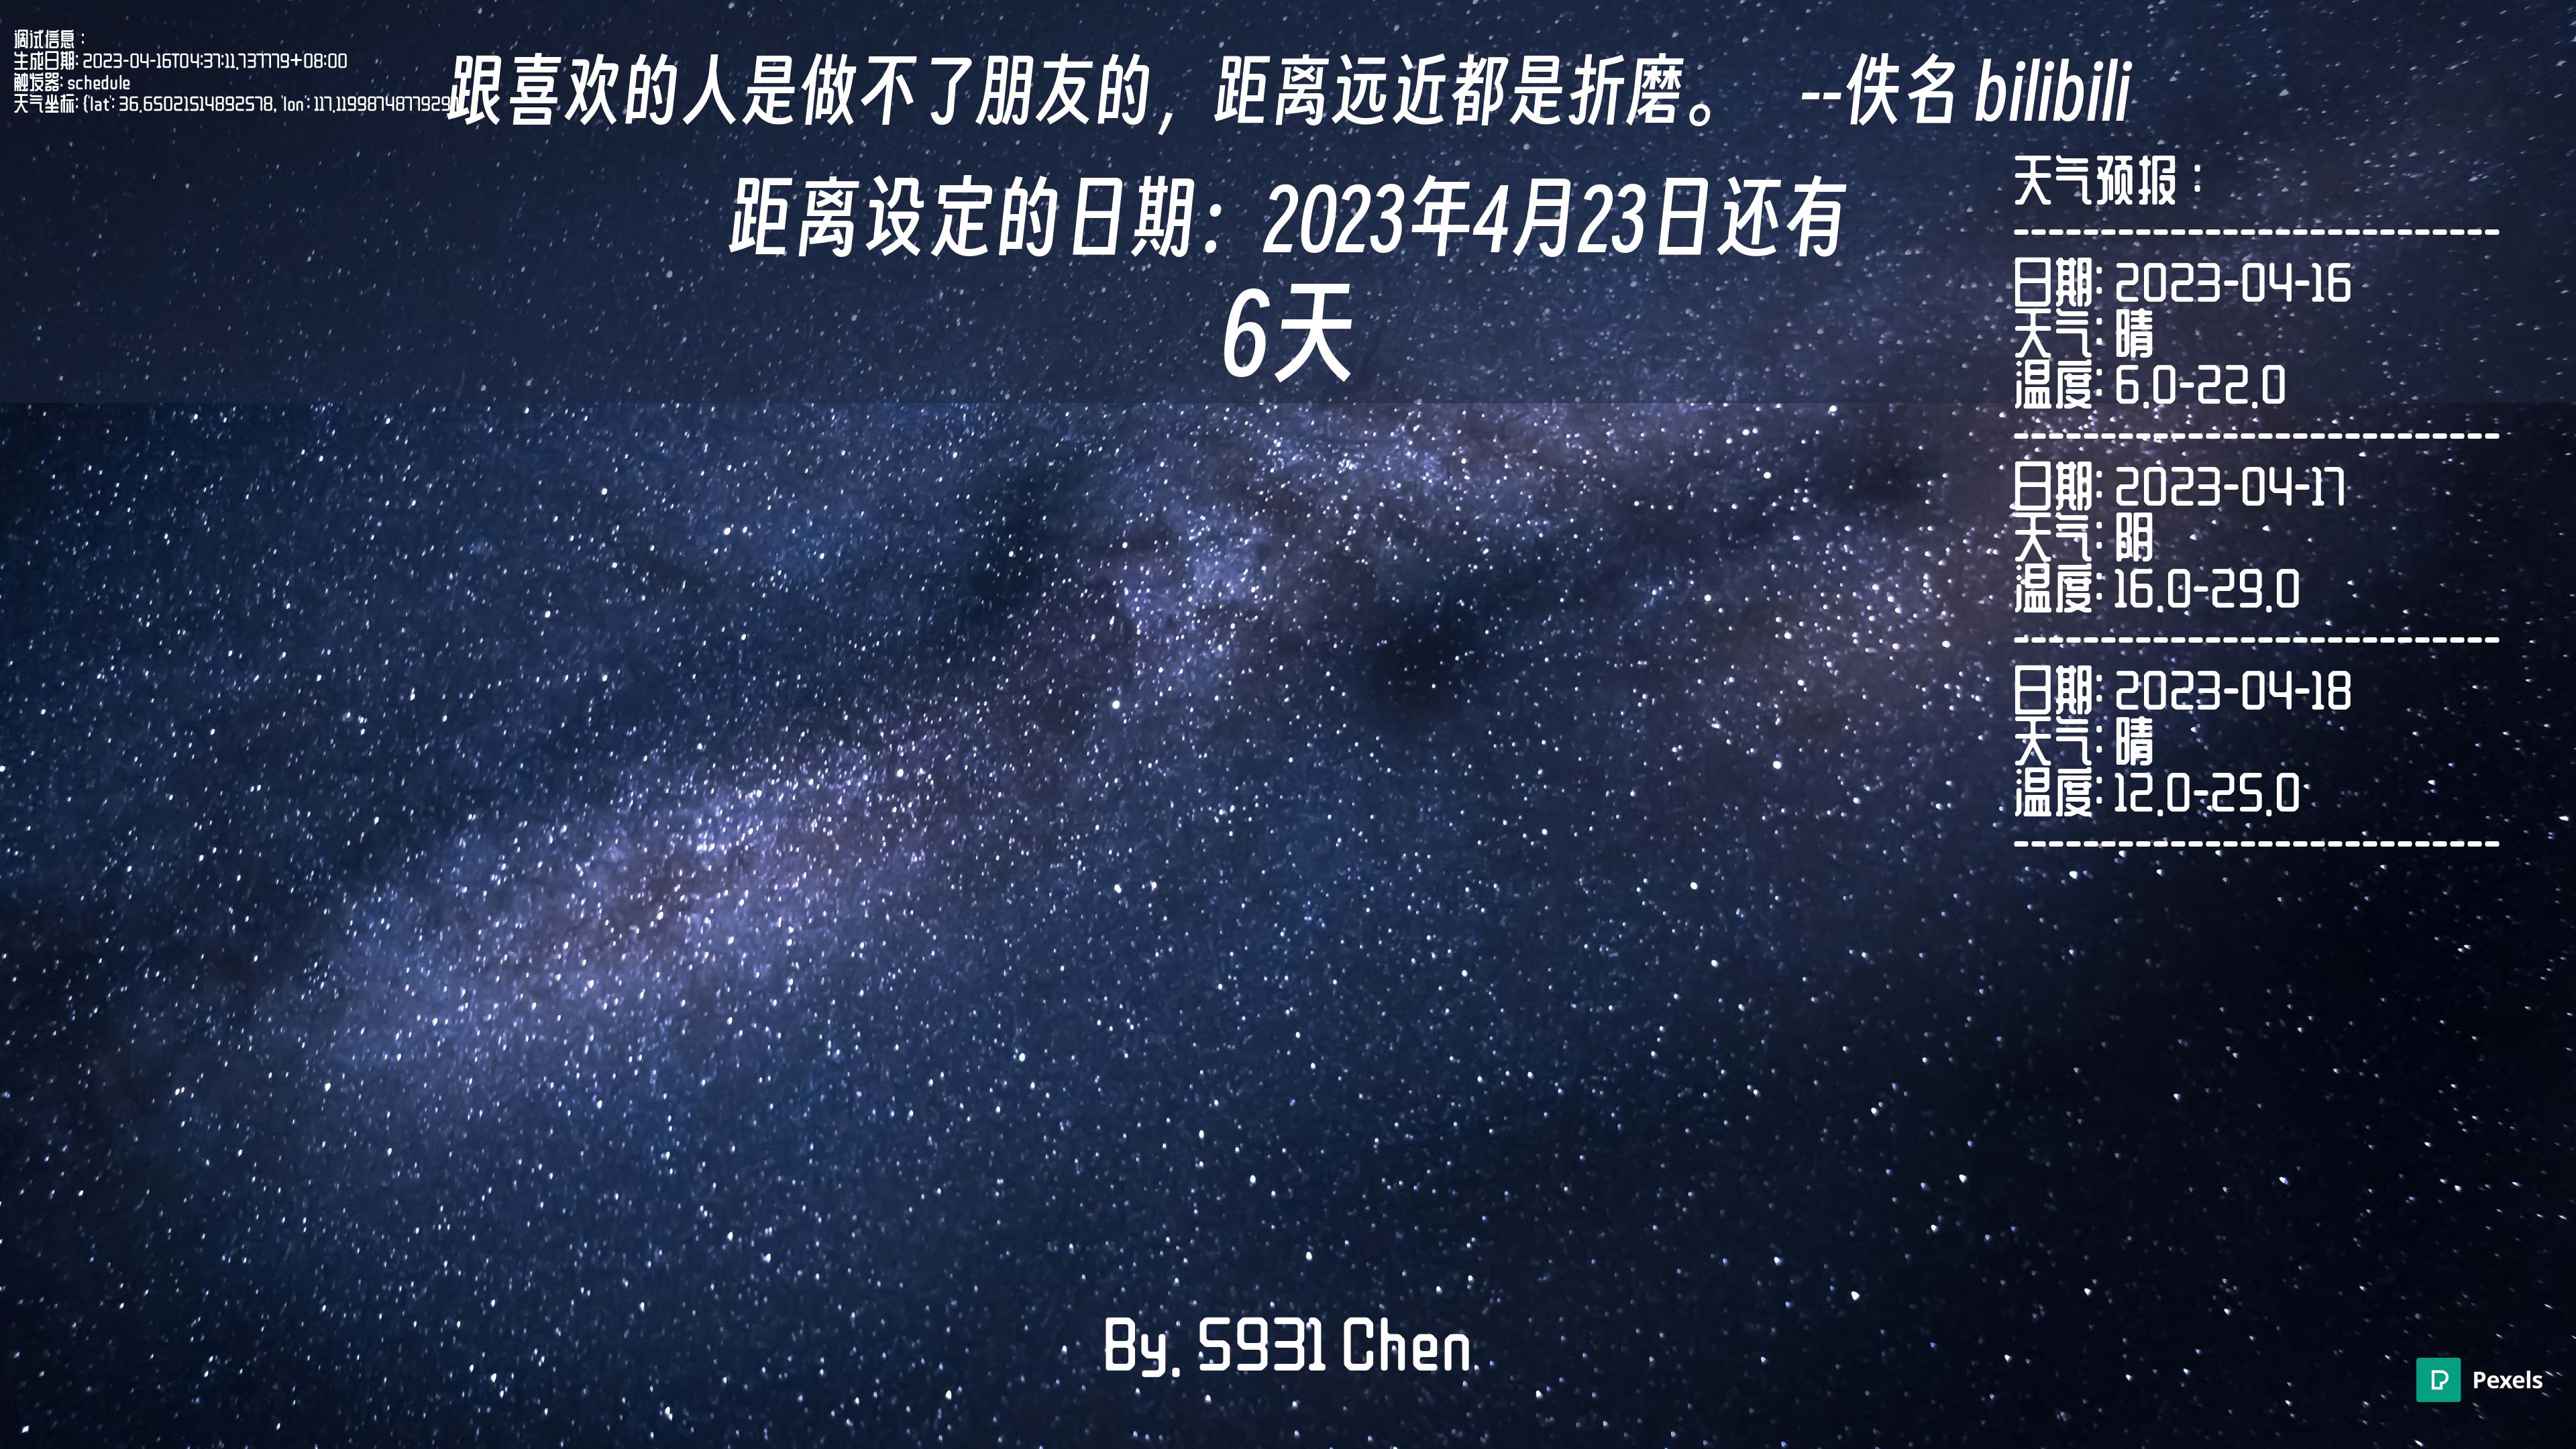 调试信息：
生成日期: 2023-04-16T04:37:11.737779+08:00
触发器: schedule
天气坐标: {'lat': 36.65021514892578, 'lon': 117.11998748779290
跟喜欢的人是做不了朋友的，距离远近都是折磨。 --佚名 bilibili
距离设定的日期：2023年4月23日还有
6天
天气预报：
----------------------------
日期: 2023-04-16
天气: 晴
温度: 6.0-22.0
----------------------------
日期: 2023-04-17
天气: 阴
温度: 16.0-29.0
----------------------------
日期: 2023-04-18
天气: 晴
温度: 12.0-25.0
----------------------------
By. S931 Chen
Pexels